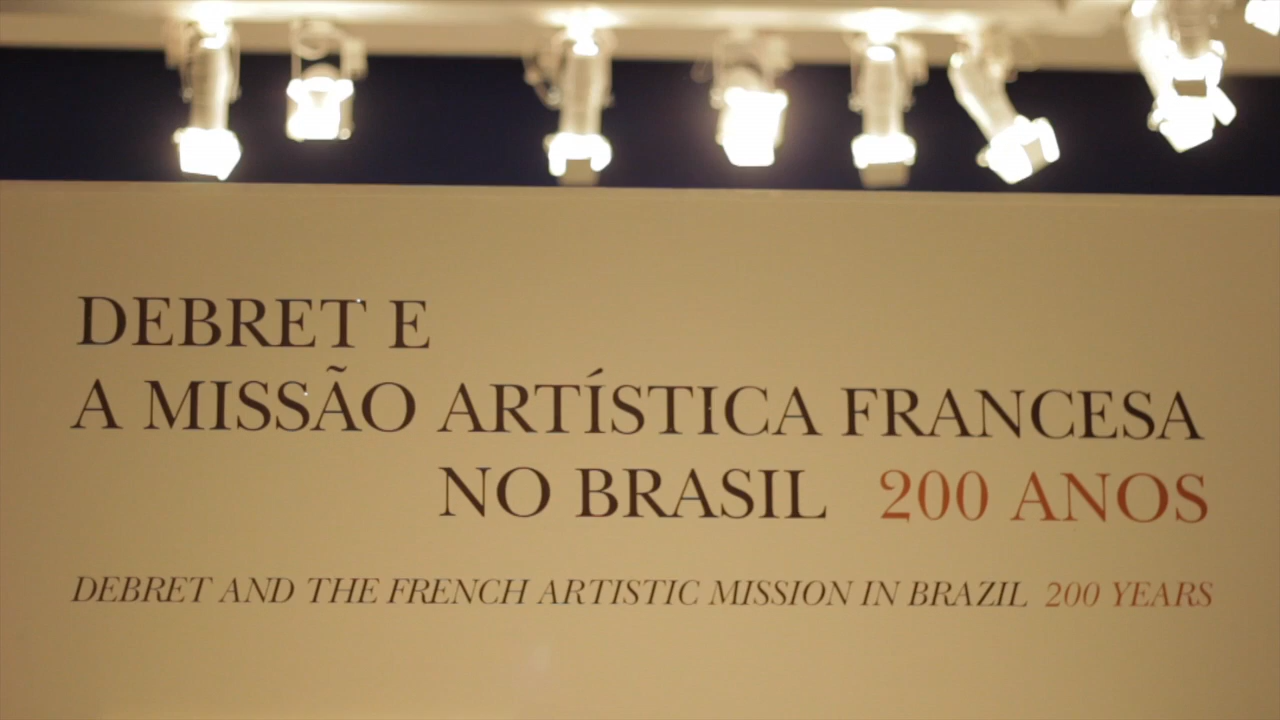 DEBRET E
A MISSÃO ARTÍSTICA FRANCESA
NO BRASIL 200 ANOS
DEBRET AND THE FRENCH ARTISTIC MISSION IN BRAZIL 200 YEARS